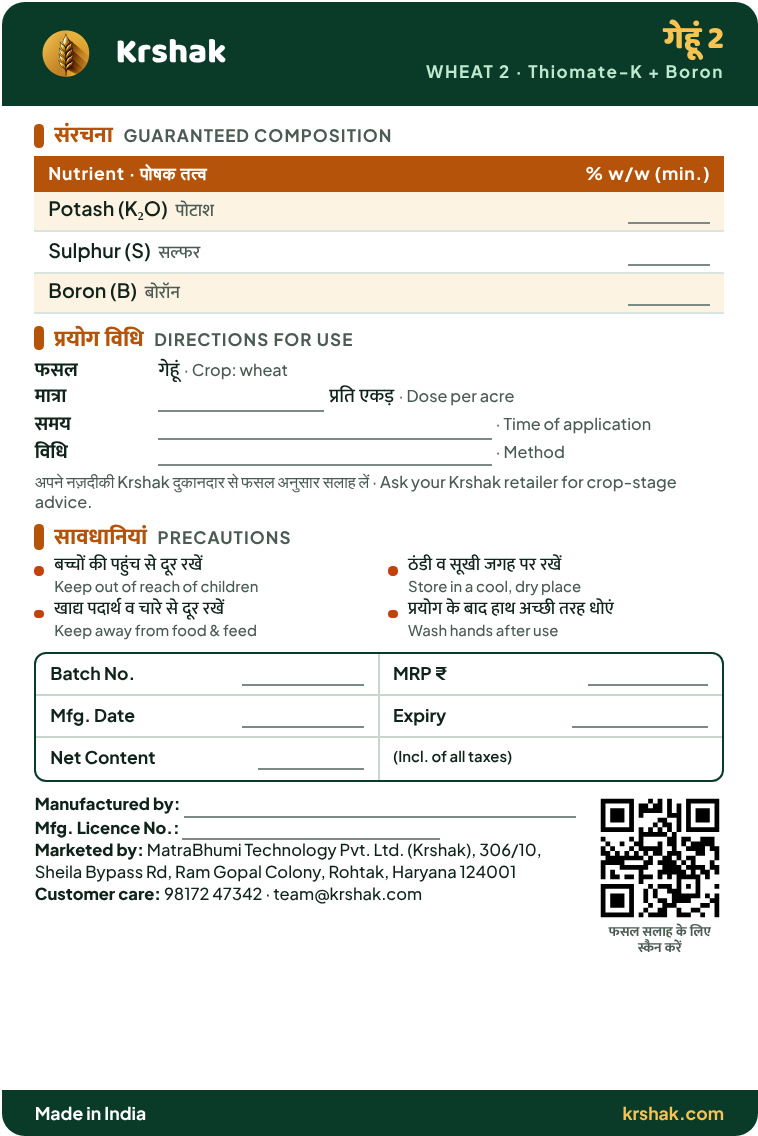 Krshak
गेहूं 2
WHEAT 2 · Thiomate-K + Boron
संरचना GUARANTEED COMPOSITION
Nutrient · पोषक तत्व % w/w (min.)
Potash (K₂O) पोटाश
Sulphur (S) सल्फर
Boron (B) बोरॉन
प्रयोग विधि DIRECTIONS FOR USE
फसल गेहूं · Crop: wheat
मात्रा प्रति एकड़ · Dose per acre
समय · Time of application
विधि · Method
अपने नज़दीकी Krshak दुकानदार से फसल अनुसार सलाह लें · Ask your Krshak retailer for crop-stage
advice.
सावधानियां PRECAUTIONS
बच्चों की पहुंच से दूर रखें
Keep out of reach of children
ठंडी व सूखी जगह पर रखें
Store in a cool, dry place
खाद्य पदार्थ व चारे से दूर रखें
Keep away from food & feed
प्रयोग के बाद हाथ अच्छी तरह धोएं
Wash hands after use
Batch No. MRP ₹
Mfg. Date Expiry
Net Content (Incl. of all taxes)
Manufactured by:
Mfg. Licence No.:
Marketed by: MatraBhumi Technology Pvt. Ltd. (Krshak), 306/10,
Sheila Bypass Rd, Ram Gopal Colony, Rohtak, Haryana 124001
Customer care: 98172 47342 · team@krshak.com
फसल सलाह के लिए
स्कैन करें
Made in India krshak.com